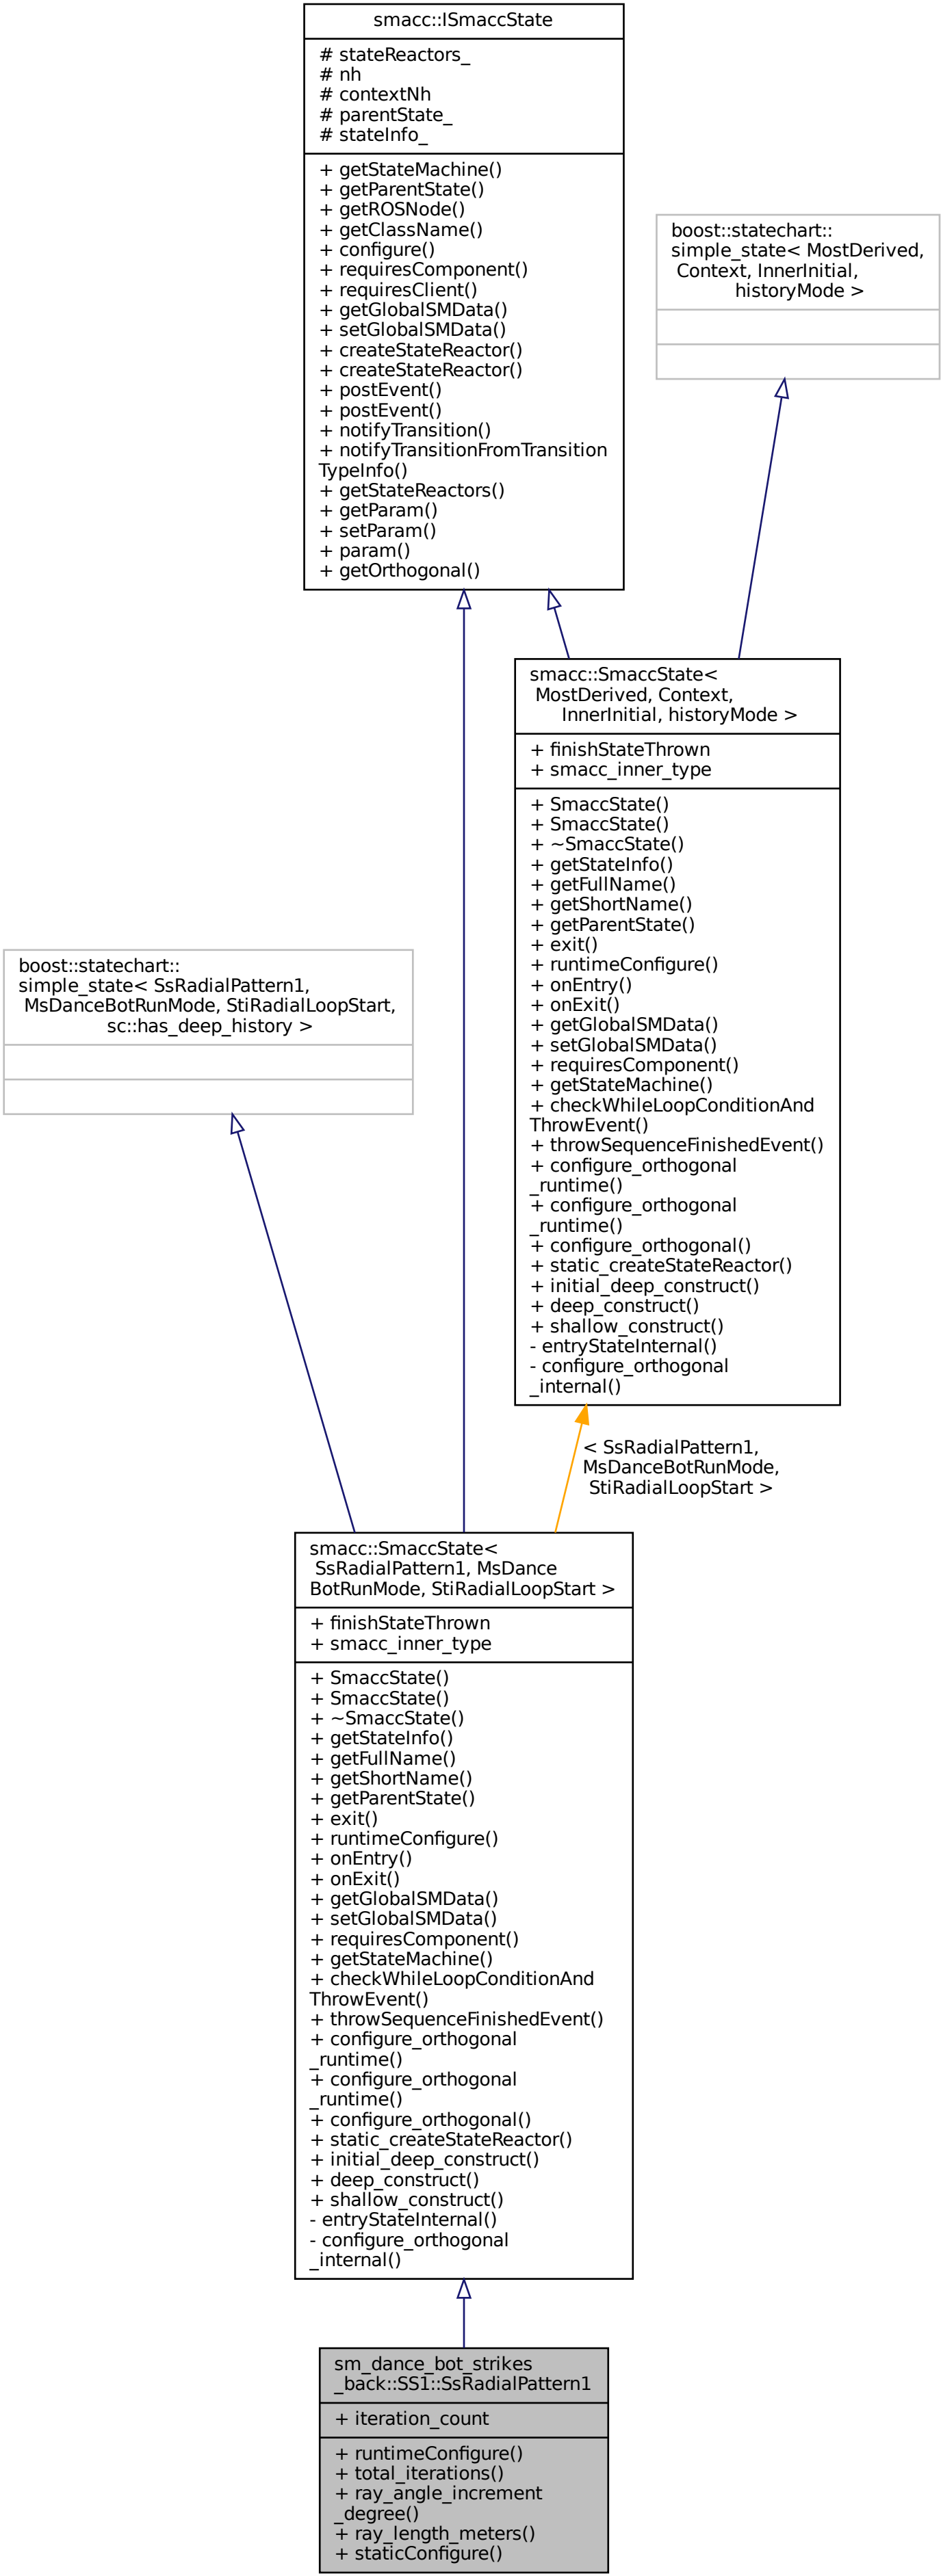 smacc::ISmaccState
# stateReactors_
# nh
# contextNh
# parentState_
# stateInfo_
+ getStateMachine()
+ getParentState()
+ getROSNode()
+ getClassName()
+ configure()
+ requiresComponent()
+ requiresClient()
+ getGlobalSMData()
+ setGlobalSMData()
+ createStateReactor()
+ createStateReactor()
+ postEvent()
+ postEvent()
+ notifyTransition()
+ notifyTransitionFromTransition
TypeInfo()
+ getStateReactors()
+ getParam()
+ setParam()
+ param()
+ getOrthogonal()
boost::statechart::
simple_state< MostDerived,
Context, InnerInitial,
historyMode >
smacc::SmaccState<
MostDerived, Context,
InnerInitial, historyMode >
+ finishStateThrown
+ smacc_inner_type
+ SmaccState()
+ SmaccState()
+ ~SmaccState()
+ getStateInfo()
+ getFullName()
+ getShortName()
+ getParentState()
+ exit()
+ runtimeConfigure()
+ onEntry()
+ onExit()
+ getGlobalSMData()
+ setGlobalSMData()
+ requiresComponent()
+ getStateMachine()
+ checkWhileLoopConditionAnd
ThrowEvent()
+ throwSequenceFinishedEvent()
+ configure_orthogonal
_runtime()
+ configure_orthogonal
_runtime()
+ configure_orthogonal()
+ static_createStateReactor()
+ initial_deep_construct()
+ deep_construct()
+ shallow_construct()
- entryStateInternal()
- configure_orthogonal
_internal()
boost::statechart::
simple_state< SsRadialPattern1,
MsDanceBotRunMode, StiRadialLoopStart,
sc::has_deep_history >
< SsRadialPattern1,
MsDanceBotRunMode,
StiRadialLoopStart >
smacc::SmaccState<
SsRadialPattern1, MsDance
BotRunMode, StiRadialLoopStart >
+ finishStateThrown
+ smacc_inner_type
+ SmaccState()
+ SmaccState()
+ ~SmaccState()
+ getStateInfo()
+ getFullName()
+ getShortName()
+ getParentState()
+ exit()
+ runtimeConfigure()
+ onEntry()
+ onExit()
+ getGlobalSMData()
+ setGlobalSMData()
+ requiresComponent()
+ getStateMachine()
+ checkWhileLoopConditionAnd
ThrowEvent()
+ throwSequenceFinishedEvent()
+ configure_orthogonal
_runtime()
+ configure_orthogonal
_runtime()
+ configure_orthogonal()
+ static_createStateReactor()
+ initial_deep_construct()
+ deep_construct()
+ shallow_construct()
- entryStateInternal()
- configure_orthogonal
_internal()
sm_dance_bot_strikes
_back::SS1::SsRadialPattern1
+ iteration_count
+ runtimeConfigure()
+ total_iterations()
+ ray_angle_increment
_degree()
+ ray_length_meters()
+ staticConfigure()